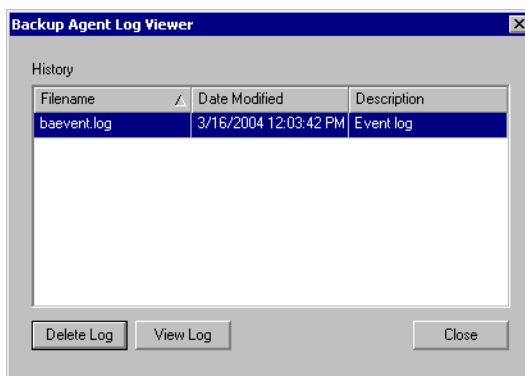 Backup Agent Log Viewer
History
Filename Date Modified Description
baevent.log 3/16/2004 12:03:42 PM Event log
Delete Log View Log Close